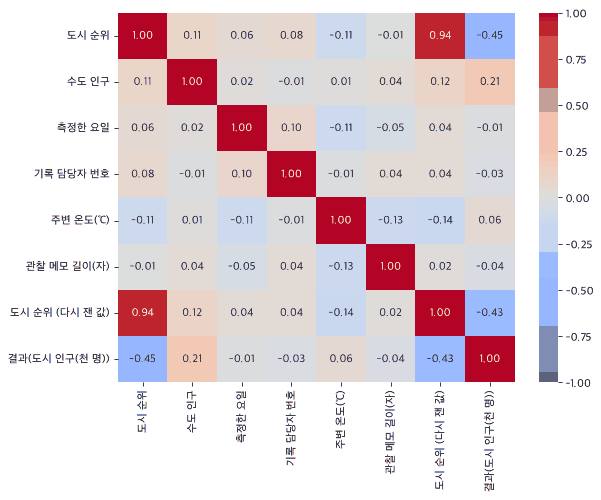 도시 순위 1.00 0.11 0.06 0.08 -0.11 -0.01 0.94 -0.45
수도 인구 0.11 1.00 0.02 -0.01 0.01 0.04 0.12 0.21
측정한 요일 0.06 0.02 1.00 0.10 -0.11 -0.05 0.04 -0.01
기록 담당자 번호 0.08 -0.01 0.10 1.00 -0.01 0.04 0.04 -0.03
주변 온도(℃) -0.11 0.01 -0.11 -0.01 1.00 -0.13 -0.14 0.06
관찰 메모 길이(자) -0.01 0.04 -0.05 0.04 -0.13 1.00 0.02 -0.04
도시 순위 (다시 잰 값) 0.94 0.12 0.04 0.04 -0.14 0.02 1.00 -0.43
결과(도시 인구(천 명)) -0.45 0.21 -0.01 -0.03 0.06 -0.04 -0.43 1.00
도시 순위
수도 인구
측정한 요일
기록 담당자 번호
주변 온도(℃)
관찰 메모 길이(자)
도시 순위 (다시 잰 값)
결과(도시 인구(천 명))
1.00
0.75
0.50
0.25
0.00
-0.25
-0.50
-0.75
-1.00